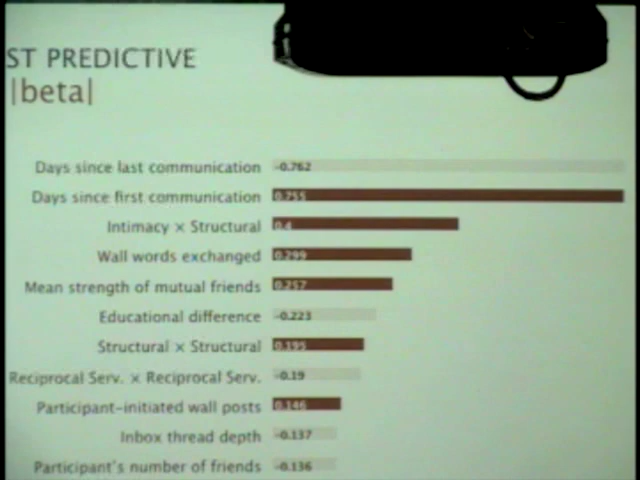 ST PREDICTIVE
|beta|
Days since last communication -0.762
Days since first communication 0.755
Intimacy × Structural 0.4
Wall words exchanged 0.299
Mean strength of mutual friends 0.257
Educational difference -0.223
Structural × Structural 0.195
Reciprocal Serv. × Reciprocal Serv. -0.19
Participant-initiated wall posts 0.146
Inbox thread depth -0.137
Participant's number of friends -0.136